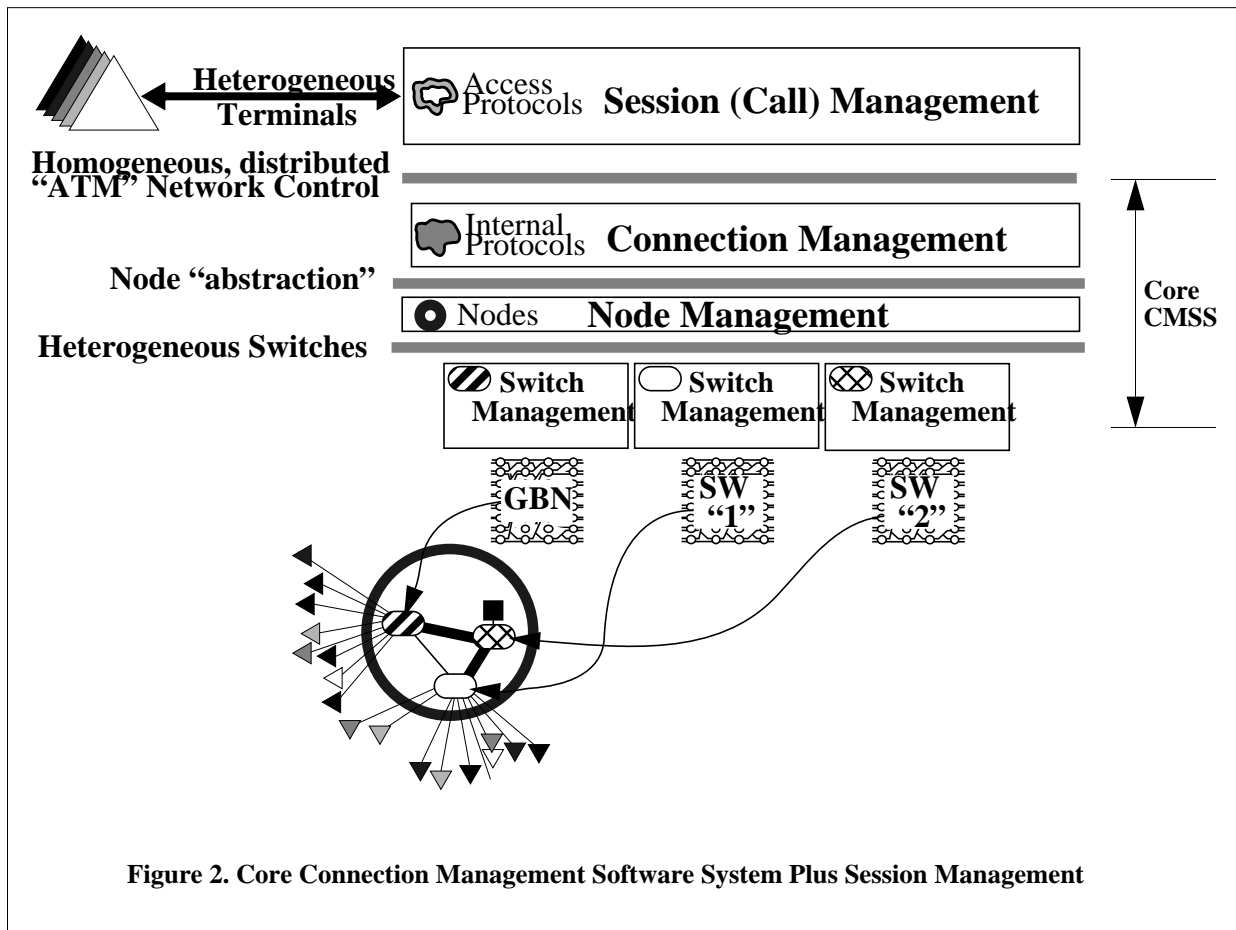 Heterogeneous
Terminals
Access
Protocols
Session (Call) Management
Homogeneous, distributed
“ATM” Network Control
Internal
Protocols
Connection Management
Node “abstraction”
Nodes
Node Management
Core
CMSS
Heterogeneous Switches
Switch
Management
Switch
Management
Switch
Management
GBN
SW
“1”
SW
“2”
Figure 2. Core Connection Management Software System Plus Session Management